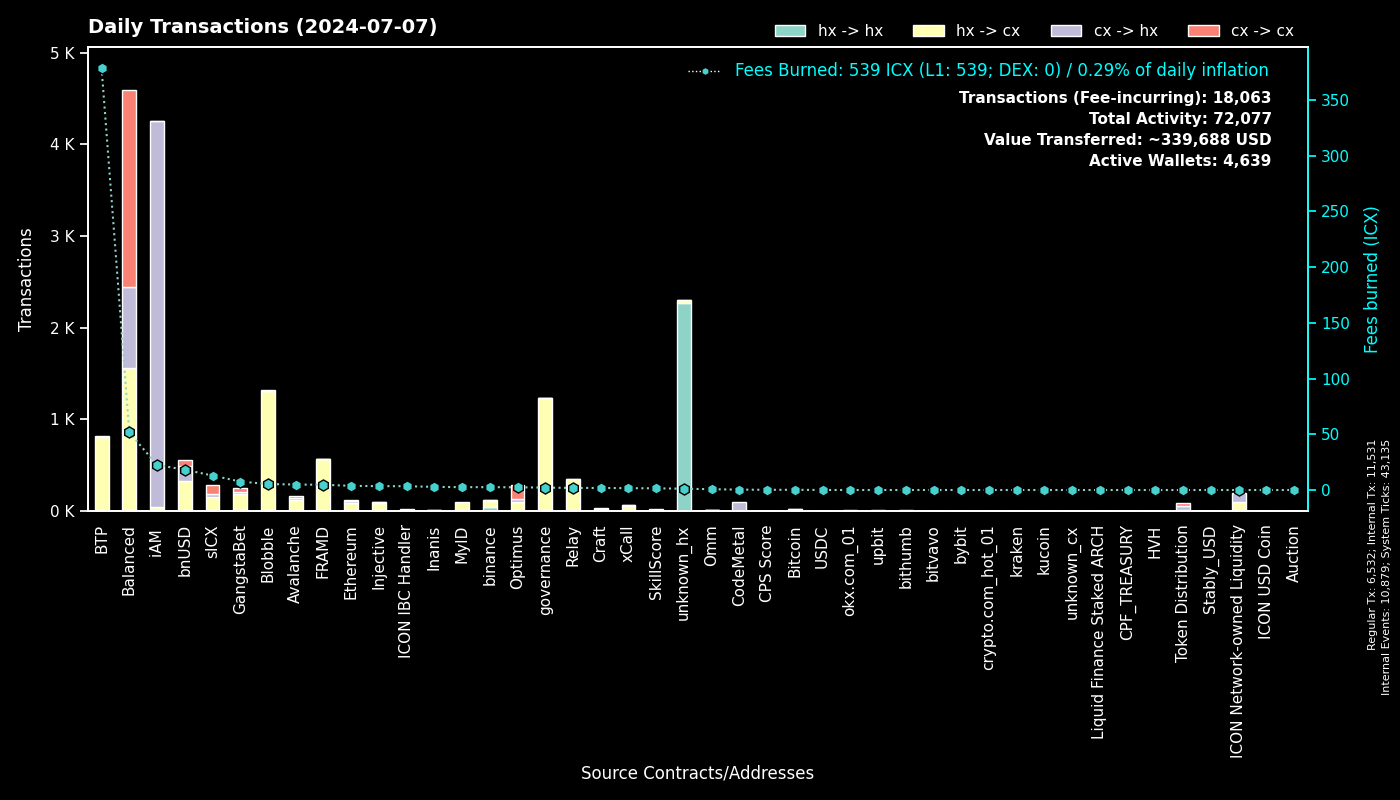 Daily Transactions (2024-07-07)
hx -> hx
hx -> cx
cx -> hx
cx -> cx
Fees Burned: 539 ICX (L1: 539; DEX: 0) / 0.29% of daily inflation
Transactions (Fee-incurring): 18,063
Total Activity: 72,077
Value Transferred: ~339,688 USD
Active Wallets: 4,639
Transactions
5 K
4 K
3 K
2 K
1 K
0 K
350
300
250
200
150
100
50
0
Fees burned (ICX)
BTP
Balanced
IAM
bnUSD
sICX
GangstaBet
Blobble
Avalanche
FRAMD
Ethereum
Injective
ICON IBC Handler
Inanis
MyID
binance
Optimus
governance
Relay
Craft
xCall
SkillScore
unknown_hx
Omm
CodeMetal
CPS Score
Bitcoin
USDC
okx.com_01
upbit
bithumb
bitvavo
bybit
crypto.com_hot_01
kraken
kucoin
unknown_cx
Liquid Finance Staked ARCH
CPF_TREASURY
HVH
Token Distribution
Stably_USD
ICON Network-owned Liquidity
ICON USD Coin
Auction
Source Contracts/Addresses
Regular Tx: 6,532; Internal Tx: 11,531
Internal Events: 10,879; System Ticks: 43,135